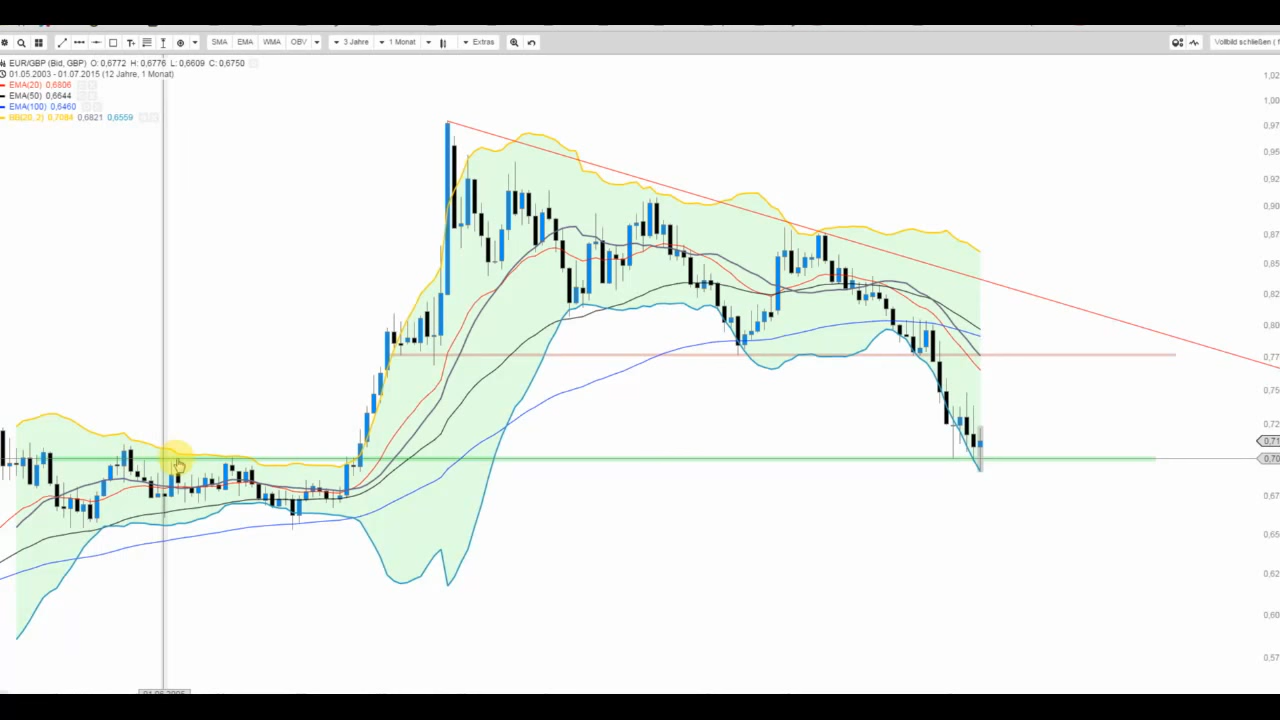 SMA EMA WMA OBV 3 Jahre 1 Monat Extras Vollbild schließen (
EUR/GBP (Bid, GBP) O: 0,6772 H: 0,6776 L: 0,6609 C: 0,6750
01.05.2003 - 01.07.2015 (12 Jahre, 1 Monat)
EMA(20) 0,6806
EMA(50) 0,6644
EMA(100) 0,6460
BB(20, 2) 0,7084 0,6821 0,6559
1,02
1,00
0,97
0,95
0,92
0,90
0,87
0,85
0,82
0,80
0,77
0,75
0,72
0,71
0,70
0,67
0,65
0,62
0,60
0,57